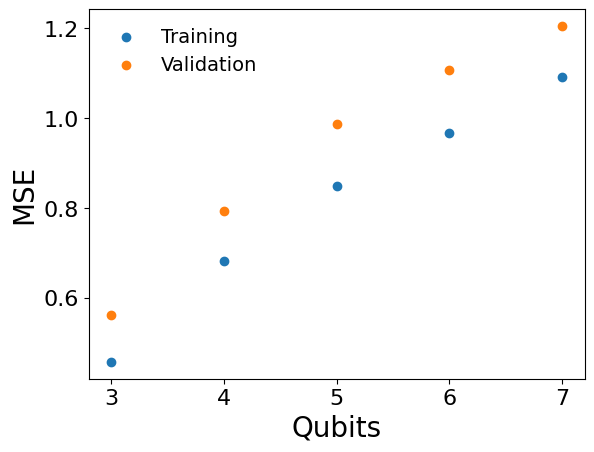 Training
Validation
MSE
1.2
1.0
0.8
0.6
3 4 5 6 7
Qubits